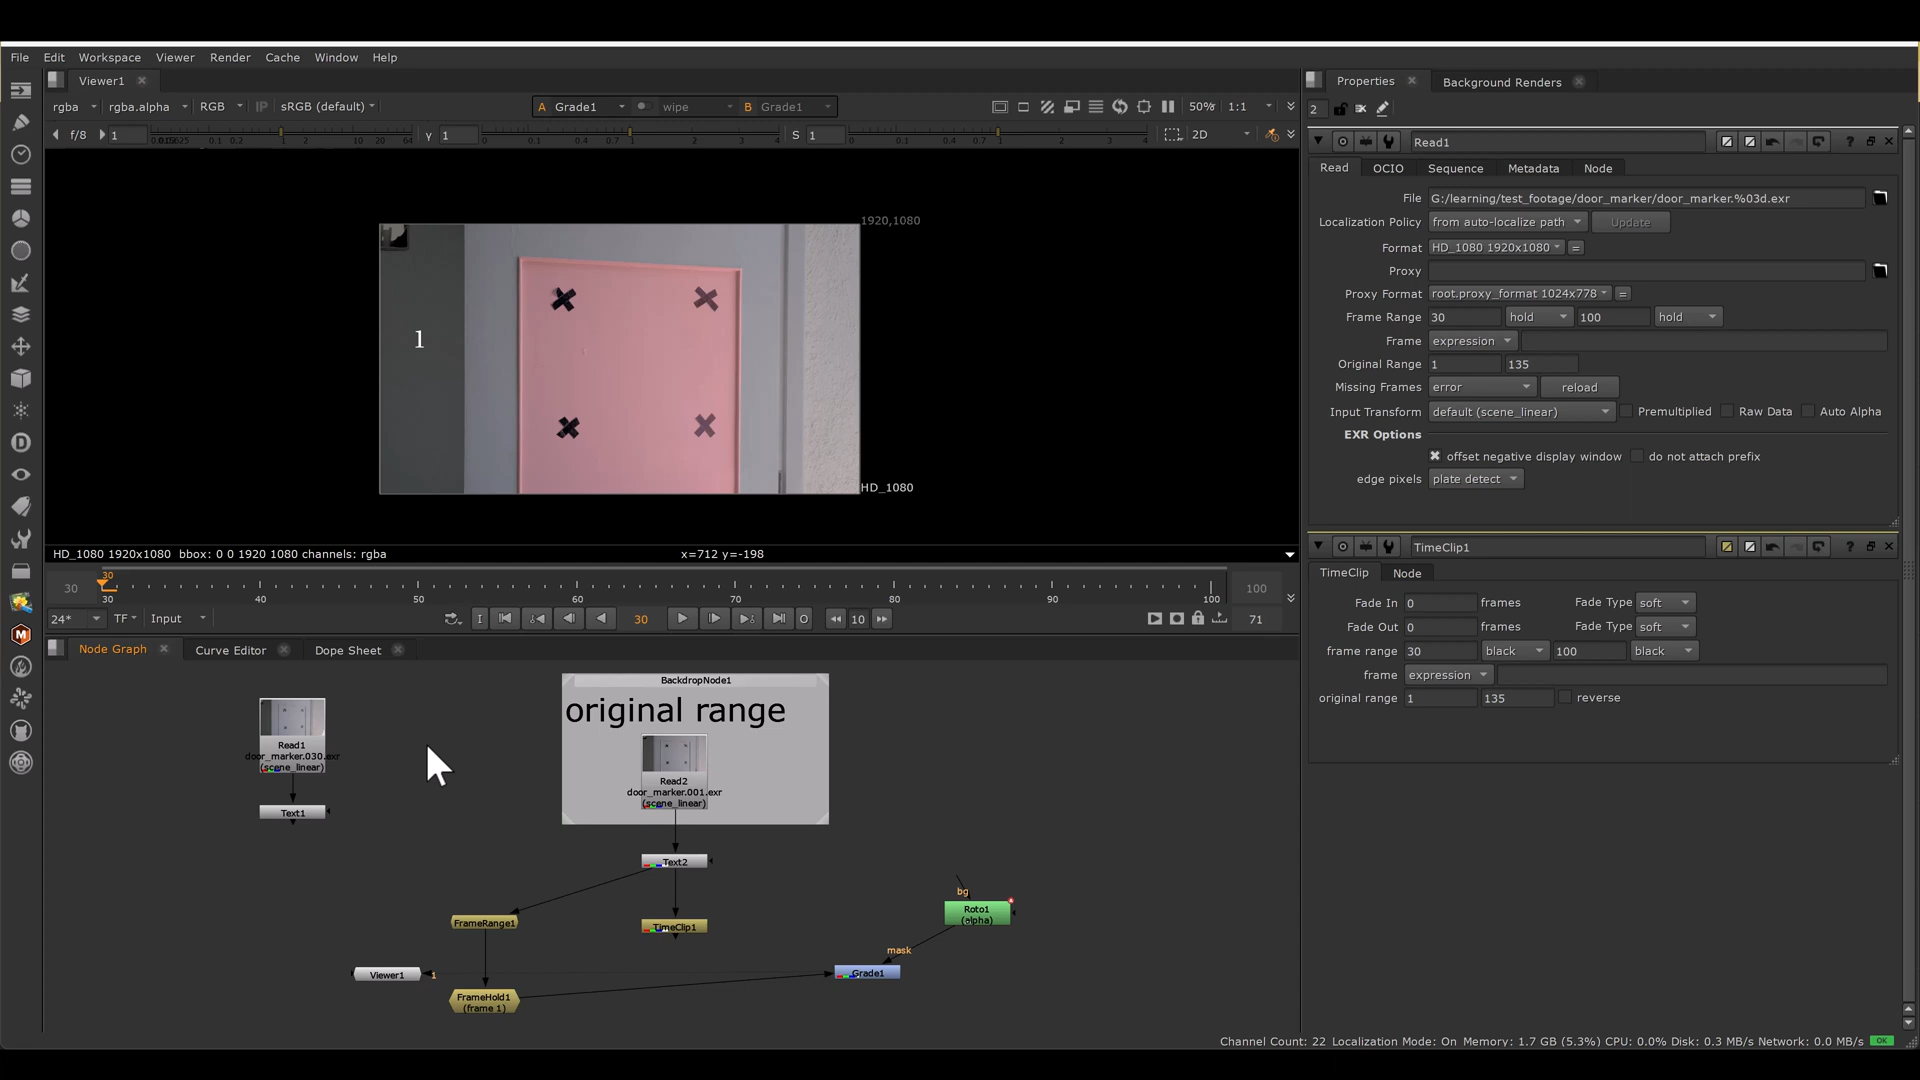 File Edit Workspace Viewer Render Cache Window Help
Viewer1
rgba rgba.alpha RGB IP sRGB (default) A Grade1 wipe B Grade1 50% 1:1
f/8 1 γ 1 S 1 2D
1920,1080
1
HD_1080
HD_1080 1920x1080 bbox: 0 0 1920 1080 channels: rgba x=712 y=-198
30 30 30 40 50 60 70 80 90 100 100
24* TF Input I 30 O 10 71
Node Graph Curve Editor Dope Sheet
BackdropNode1
original range
Read1
door_marker.030.exr
(scene_linear)
Text1
Read2
door_marker.001.exr
(scene_linear)
Text2
bg
Roto1
(alpha)
FrameRange1
TimeClip1
mask
Viewer1
1
Grade1
FrameHold1
(frame 1)
Properties Background Renders
2
Read1
Read OCIO Sequence Metadata Node
File G:/learning/test_footage/door_marker/door_marker.%03d.exr
Localization Policy from auto-localize path Update
Format HD_1080 1920x1080 =
Proxy
Proxy Format root.proxy_format 1024x778 =
Frame Range 30 hold 100 hold
Frame expression
Original Range 1 135
Missing Frames error reload
Input Transform default (scene_linear) Premultiplied Raw Data Auto Alpha
EXR Options
offset negative display window do not attach prefix
edge pixels plate detect
TimeClip1
TimeClip Node
Fade In 0 frames Fade Type soft
Fade Out 0 frames Fade Type soft
frame range 30 black 100 black
frame expression
original range 1 135 reverse
Channel Count: 22 Localization Mode: On Memory: 1.7 GB (5.3%) CPU: 0.0% Disk: 0.3 MB/s Network: 0.0 MB/s OK